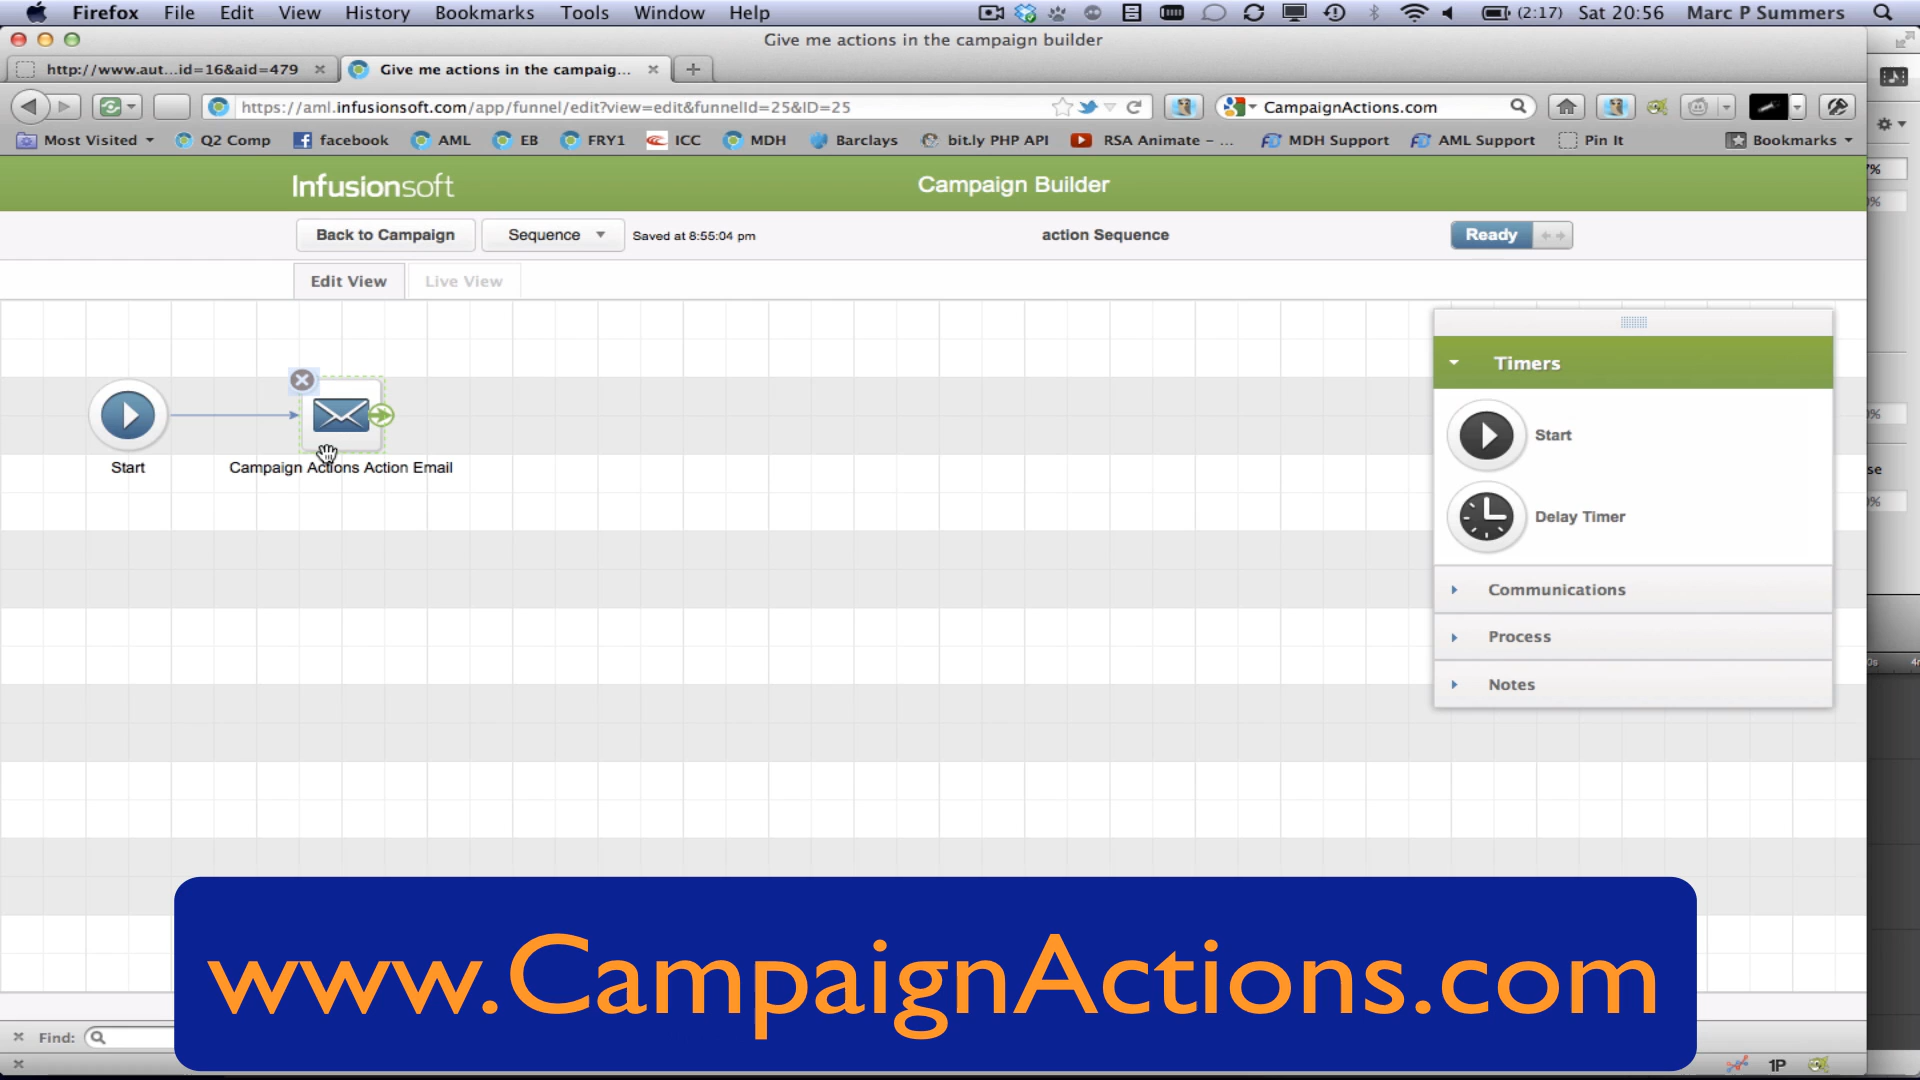 Firefox File Edit View History Bookmarks Tools Window Help (2:17) Sat 20:56 Marc P Summers
Give me actions in the campaign builder
http://www.aut...id=16&aid=479 Give me actions in the campaig...
https://aml.infusionsoft.com/app/funnel/edit?view=edit&funnelId=25&ID=25 CampaignActions.com
Most Visited Q2 Comp facebook AML EB FRY1 ICC MDH Barclays bit.ly PHP API RSA Animate - ... MDH Support AML Support Pin It Bookmarks
Infusionsoft Campaign Builder
Back to Campaign Sequence Saved at 8:55:04 pm action Sequence Ready
Edit View Live View
Timers
Start
Delay Timer
Communications
Process
Notes
Start Campaign Actions Action Email
www.CampaignActions.com
Find:
1P